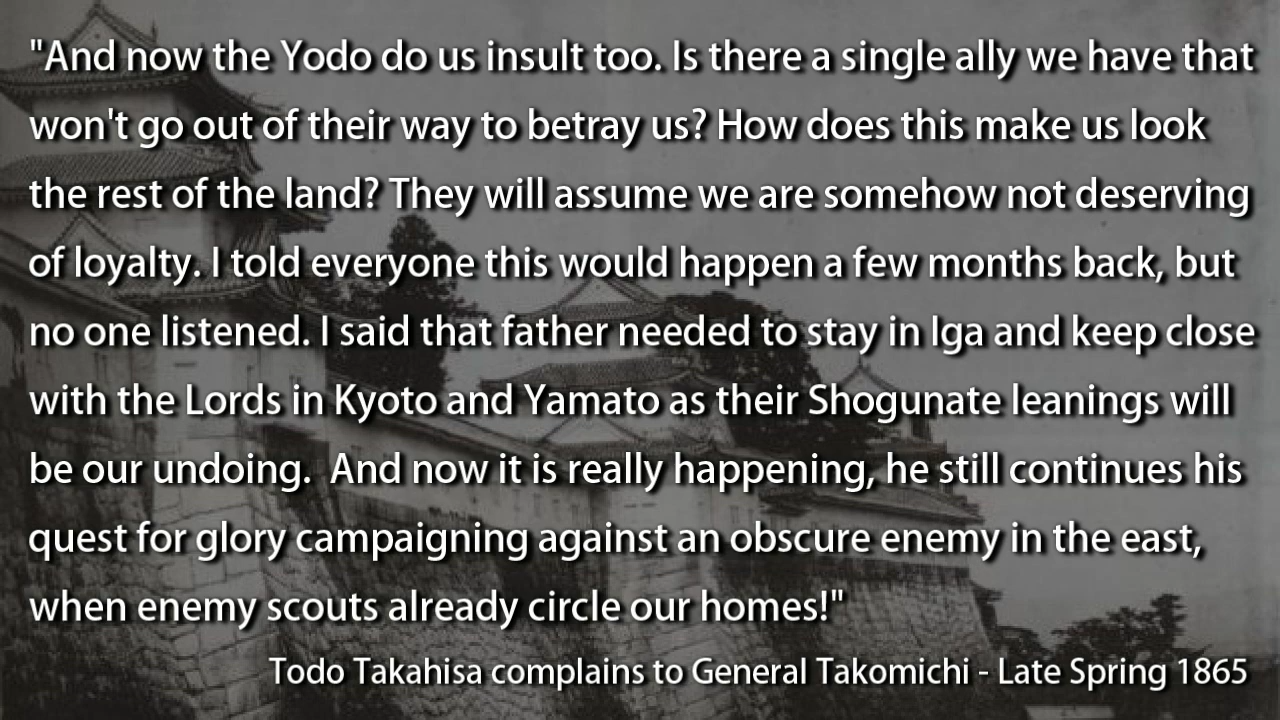 "And now the Yodo do us insult too. Is there a single ally we have that
won't go out of their way to betray us? How does this make us look
the rest of the land? They will assume we are somehow not deserving
of loyalty. I told everyone this would happen a few months back, but
no one listened. I said that father needed to stay in Iga and keep close
with the Lords in Kyoto and Yamato as their Shogunate leanings will
be our undoing.  And now it is really happening, he still continues his
quest for glory campaigning against an obscure enemy in the east,
when enemy scouts already circle our homes!"
Todo Takahisa complains to General Takomichi - Late Spring 1865